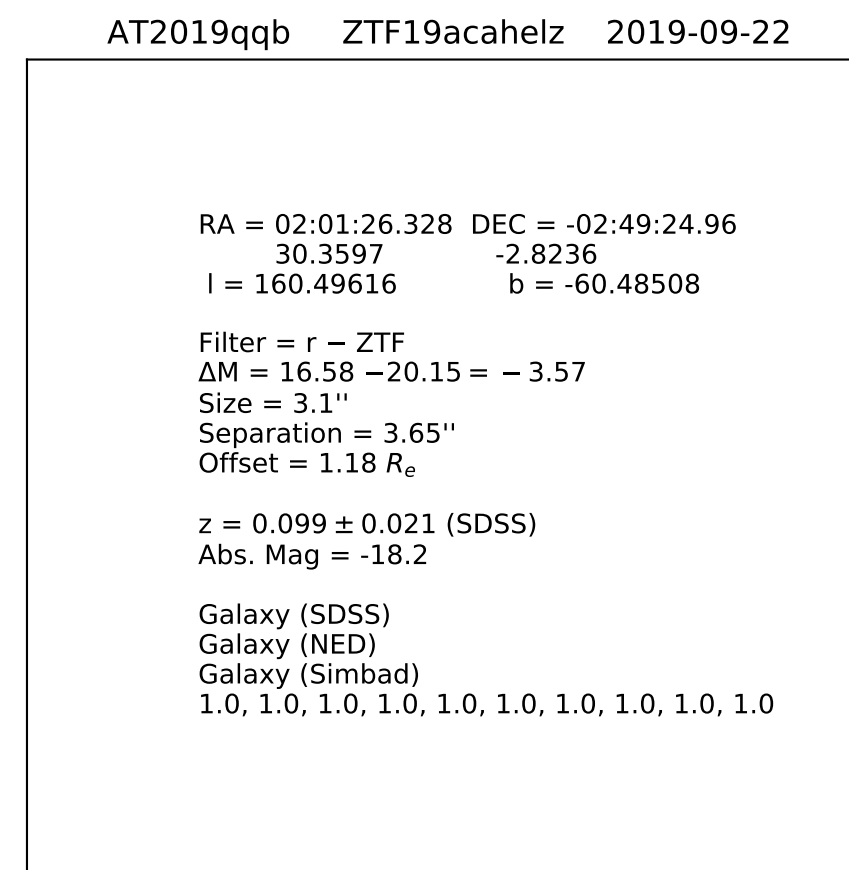 AT2019qqb ZTF19acahelz 2019-09-22
RA = 02:01:26.328 DEC = -02:49:24.96
30.3597 -2.8236
l = 160.49616 b = -60.48508
Filter = r − ZTF
ΔM = 16.58 −20.15 = − 3.57
Size = 3.1''
Separation = 3.65''
Offset = 1.18 Rₑ
z = 0.099 ± 0.021 (SDSS)
Abs. Mag = -18.2
Galaxy (SDSS)
Galaxy (NED)
Galaxy (Simbad)
1.0, 1.0, 1.0, 1.0, 1.0, 1.0, 1.0, 1.0, 1.0, 1.0